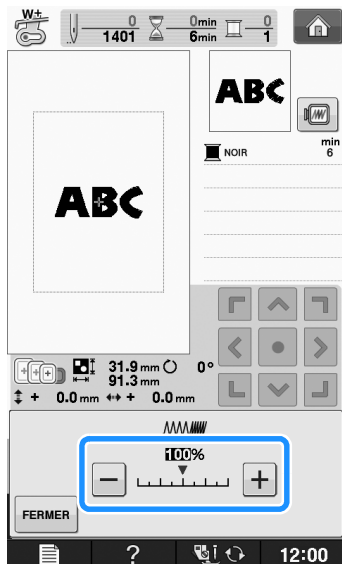 W±
0
1401
0min
6min
0
1
ABC
ABC
NOIR
min
6
31.9 mm 0°
91.3 mm
+ 0.0 mm + 0.0 mm
100%
− +
FERMER
? 12:00